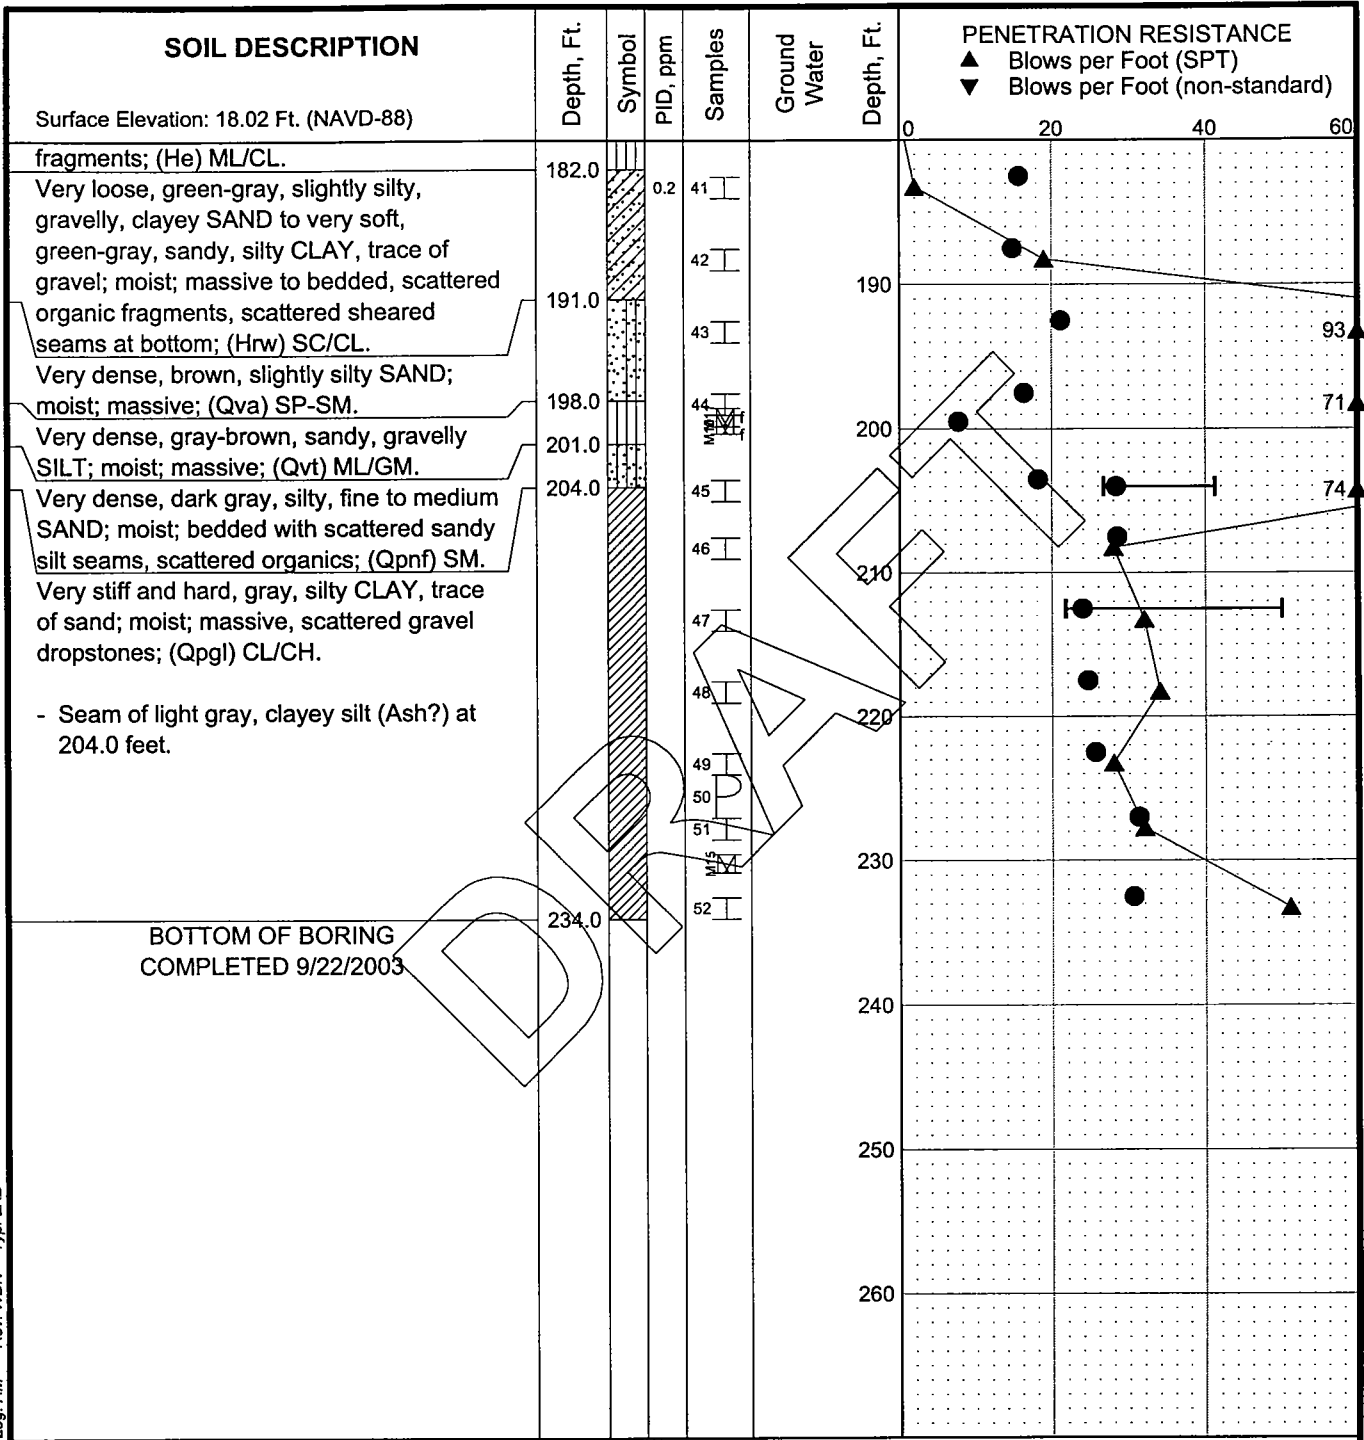 SOIL DESCRIPTION
Surface Elevation: 18.02 Ft. (NAVD-88)
Depth, Ft.
Symbol
PID, ppm
Samples
Ground
Water
Depth, Ft.
PENETRATION RESISTANCE
▲ Blows per Foot (SPT)
▼ Blows per Foot (non-standard)
0 20 40 60
fragments; (He) ML/CL.
182.0
Very loose, green-gray, slightly silty,
gravelly, clayey SAND to very soft,
green-gray, sandy, silty CLAY, trace of
gravel; moist; massive to bedded, scattered
organic fragments, scattered sheared
seams at bottom; (Hrw) SC/CL.
191.0
Very dense, brown, slightly silty SAND;
moist; massive; (Qva) SP-SM.
198.0
Very dense, gray-brown, sandy, gravelly
SILT; moist; massive; (Qvt) ML/GM.
201.0
Very dense, dark gray, silty, fine to medium
SAND; moist; bedded with scattered sandy
silt seams, scattered organics; (Qpnf) SM.
204.0
Very stiff and hard, gray, silty CLAY, trace
of sand; moist; massive, scattered gravel
dropstones; (Qpgl) CL/CH.
- Seam of light gray, clayey silt (Ash?) at
204.0 feet.
234.0
BOTTOM OF BORING
COMPLETED 9/22/2003
0.2
41
42
43
44
45
46
47
48
49
50
51
M15
52
190
200
210
220
230
240
250
260
93
71
74
DRAFT